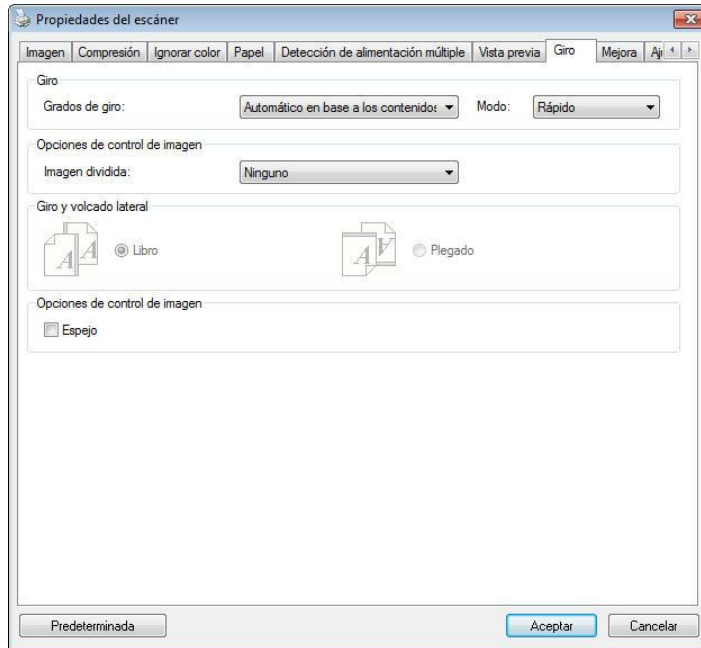 Propiedades del escáner
Imagen Compresión Ignorar color Papel Detección de alimentación múltiple Vista previa Giro Mejora
Giro
Grados de giro: Automático en base a los contenidos Modo: Rápido
Opciones de control de imagen
Imagen dividida: Ninguno
Giro y volcado lateral
A A Libro A A Plegado
Opciones de control de imagen
Espejo
Predeterminada Aceptar Cancelar